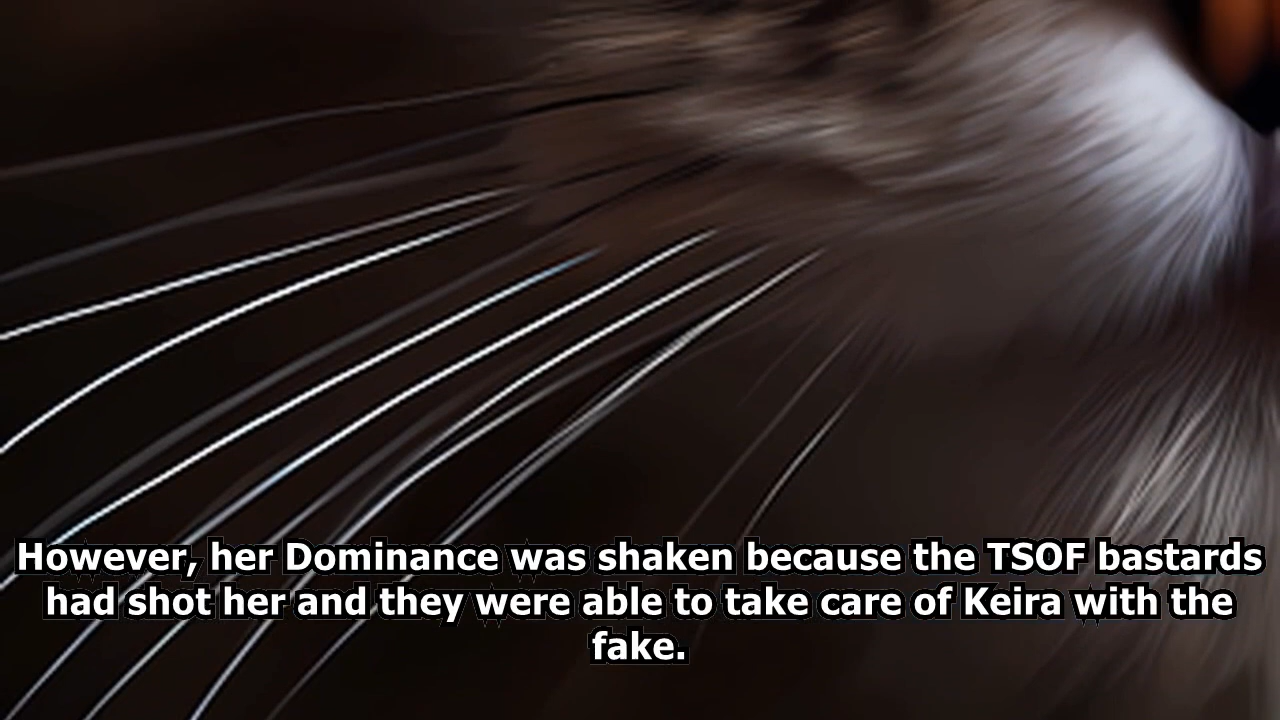 However, her Dominance was shaken because the TSOF bastards
had shot her and they were able to take care of Keira with the
fake.